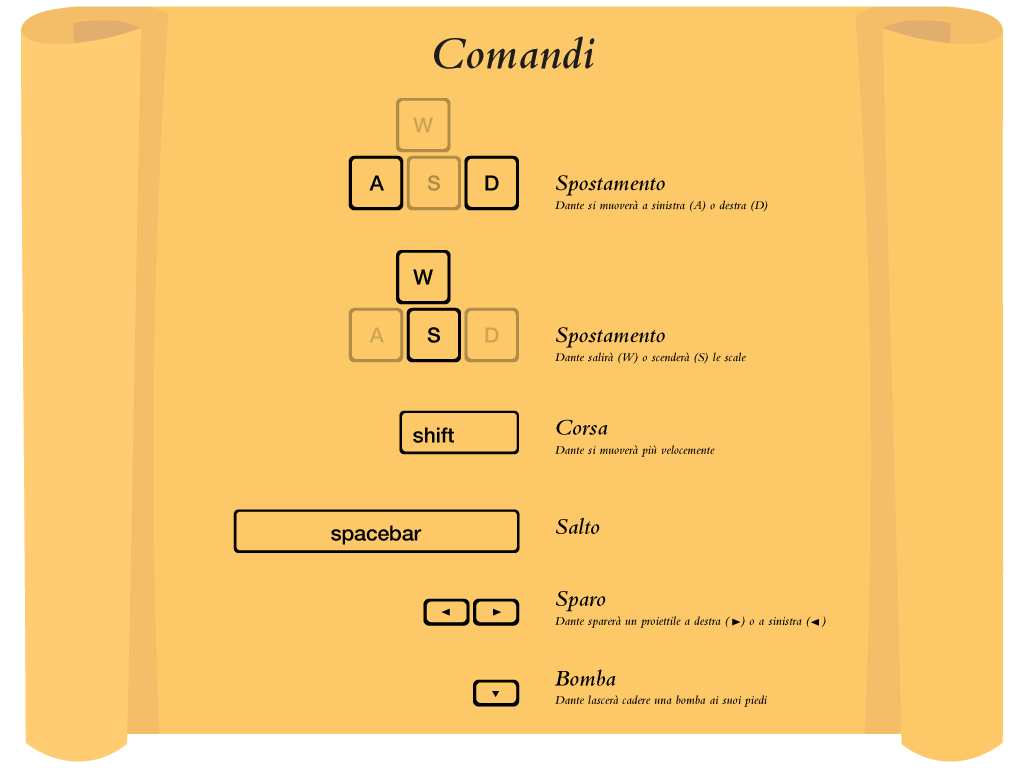 Comandi
W
A S D
Spostamento
Dante si muoverà a sinistra (A) o destra (D)
W
A S D
Spostamento
Dante salirà (W) o scenderà (S) le scale
shift
Corsa
Dante si muoverà più velocemente
spacebar
Salto
◄ ►
Sparo
Dante sparerà un proiettile a destra (►) o a sinistra (◄)
▼
Bomba
Dante lascerà cadere una bomba ai suoi piedi